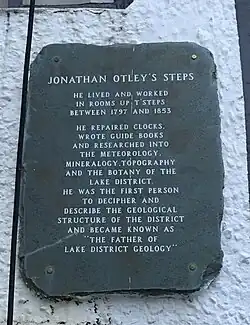 JONATHAN OTLEY'S STEPS
HE LIVED AND WORKED
IN ROOMS UP T'STEPS
BETWEEN 1797 AND 1853
HE REPAIRED CLOCKS,
WROTE GUIDE BOOKS
AND RESEARCHED INTO
THE METEOROLOGY,
MINERALOGY, TOPOGRAPHY
AND THE BOTANY OF THE
LAKE DISTRICT.
HE WAS THE FIRST PERSON
TO DECIPHER AND
DESCRIBE THE GEOLOGICAL
STRUCTURE OF THE DISTRICT
AND BECAME KNOWN AS
"THE FATHER OF
LAKE DISTRICT GEOLOGY"